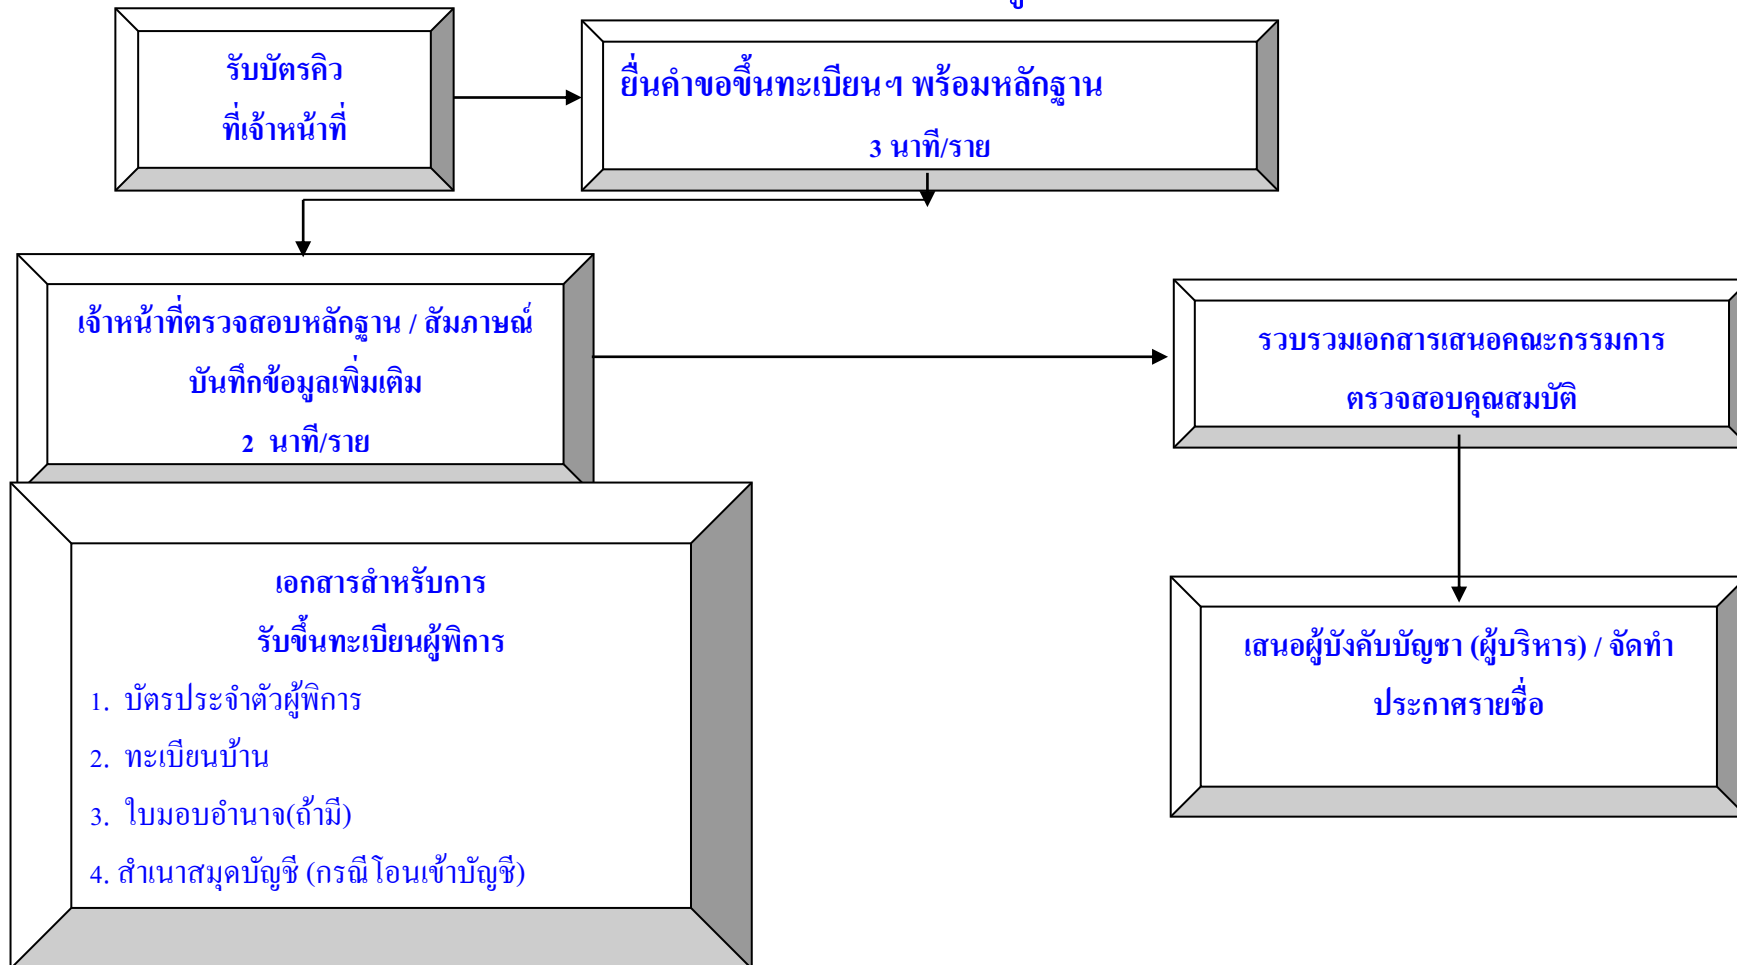 รับบัตรคิว
ที่เจ้าหน้าที่
ยื่นคำขอขึ้นทะเบียนฯ พร้อมหลักฐาน
3 นาที/ราย
เจ้าหน้าที่ตรวจสอบหลักฐาน / สัมภาษณ์
บันทึกข้อมูลเพิ่มเติม
2 นาที/ราย
รวบรวมเอกสารเสนอคณะกรรมการ
ตรวจสอบคุณสมบัติ
เอกสารสำหรับการ
รับขึ้นทะเบียนผู้พิการ
1. บัตรประจำตัวผู้พิการ
2. ทะเบียนบ้าน
3. ใบมอบอำนาจ(ถ้ามี)
4. สำเนาสมุดบัญชี (กรณีโอนเข้าบัญชี)
เสนอผู้บังคับบัญชา (ผู้บริหาร) / จัดทำ
ประกาศรายชื่อ